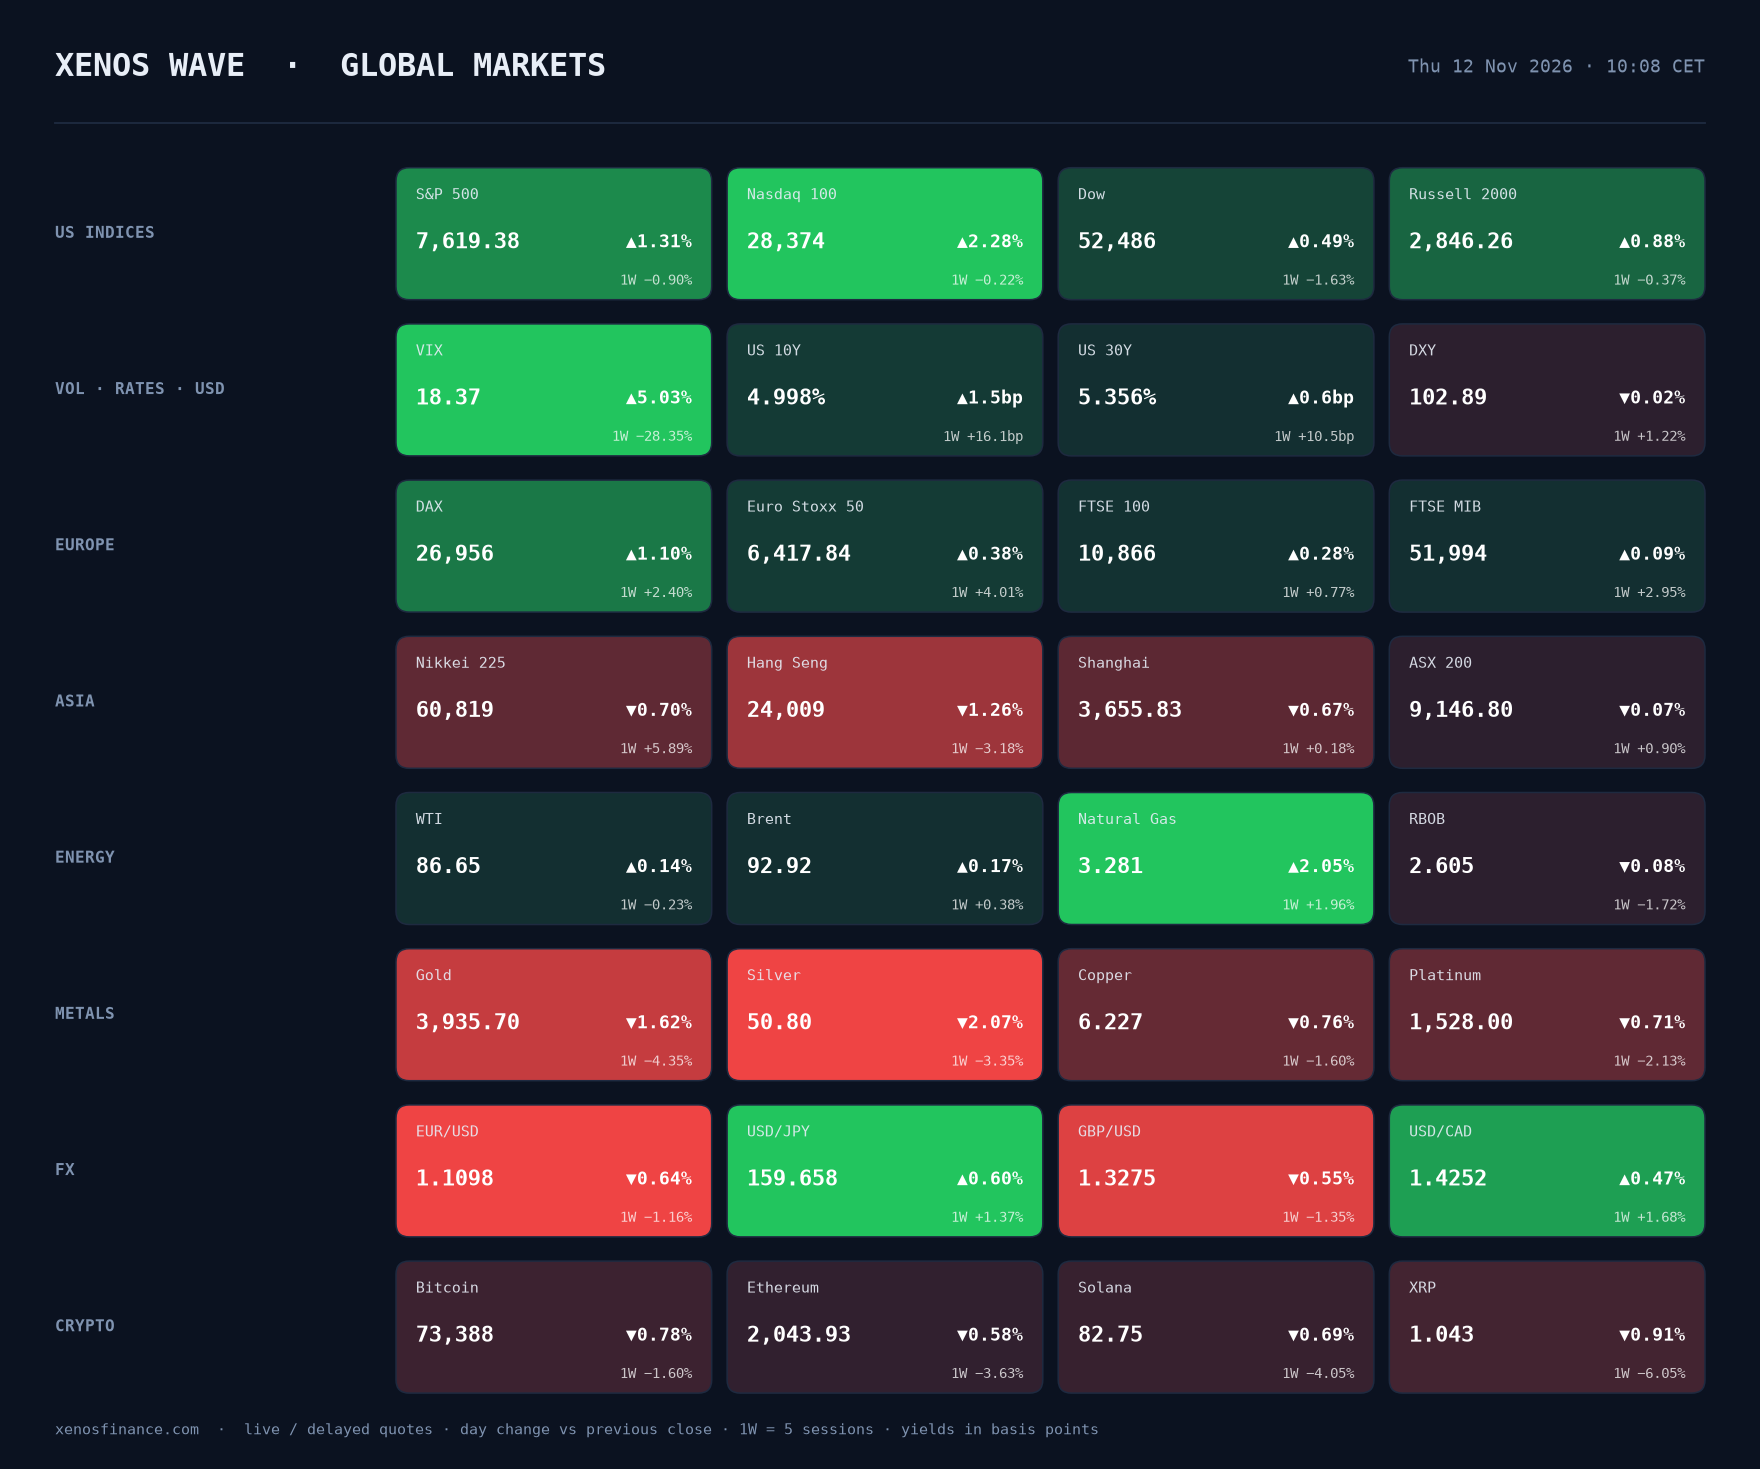 XENOS WAVE · GLOBAL MARKETS
Thu 12 Nov 2026 · 10:08 CET
US INDICES
S&P 500
7,619.38 ▲1.31%
1W −0.90%
Nasdaq 100
28,374 ▲2.28%
1W −0.22%
Dow
52,486 ▲0.49%
1W −1.63%
Russell 2000
2,846.26 ▲0.88%
1W −0.37%
VOL · RATES · USD
VIX
18.37 ▲5.03%
1W −28.35%
US 10Y
4.998% ▲1.5bp
1W +16.1bp
US 30Y
5.356% ▲0.6bp
1W +10.5bp
DXY
102.89 ▼0.02%
1W +1.22%
EUROPE
DAX
26,956 ▲1.10%
1W +2.40%
Euro Stoxx 50
6,417.84 ▲0.38%
1W +4.01%
FTSE 100
10,866 ▲0.28%
1W +0.77%
FTSE MIB
51,994 ▲0.09%
1W +2.95%
ASIA
Nikkei 225
60,819 ▼0.70%
1W +5.89%
Hang Seng
24,009 ▼1.26%
1W −3.18%
Shanghai
3,655.83 ▼0.67%
1W +0.18%
ASX 200
9,146.80 ▼0.07%
1W +0.90%
ENERGY
WTI
86.65 ▲0.14%
1W −0.23%
Brent
92.92 ▲0.17%
1W +0.38%
Natural Gas
3.281 ▲2.05%
1W +1.96%
RBOB
2.605 ▼0.08%
1W −1.72%
METALS
Gold
3,935.70 ▼1.62%
1W −4.35%
Silver
50.80 ▼2.07%
1W −3.35%
Copper
6.227 ▼0.76%
1W −1.60%
Platinum
1,528.00 ▼0.71%
1W −2.13%
FX
EUR/USD
1.1098 ▼0.64%
1W −1.16%
USD/JPY
159.658 ▲0.60%
1W +1.37%
GBP/USD
1.3275 ▼0.55%
1W −1.35%
USD/CAD
1.4252 ▲0.47%
1W +1.68%
CRYPTO
Bitcoin
73,388 ▼0.78%
1W −1.60%
Ethereum
2,043.93 ▼0.58%
1W −3.63%
Solana
82.75 ▼0.69%
1W −4.05%
XRP
1.043 ▼0.91%
1W −6.05%
xenosfinance.com · live / delayed quotes · day change vs previous close · 1W = 5 sessions · yields in basis points